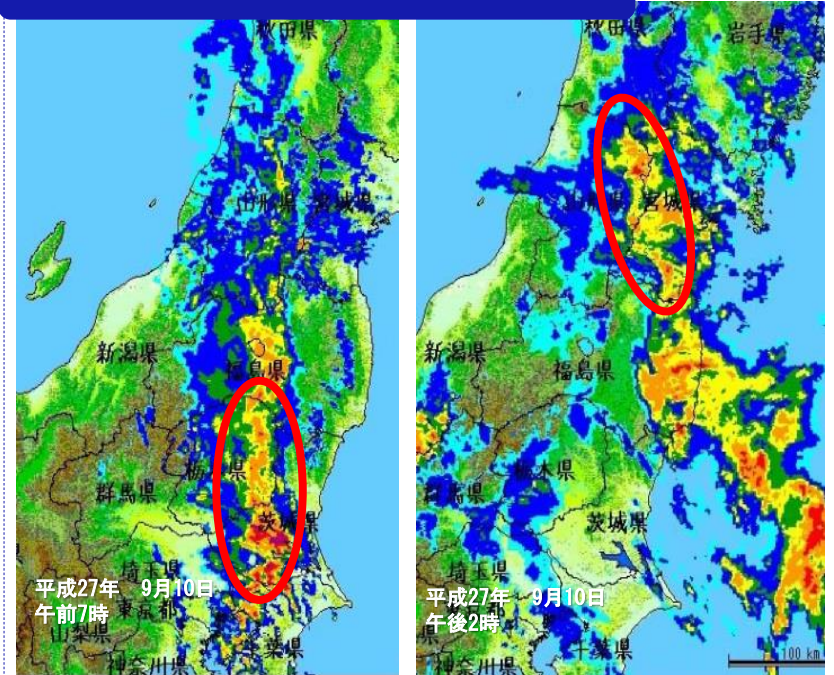 秋田県
山形県 宮城県
新潟県
福島県
栃木県
群馬県
茨城県
埼玉県
平成27年 9月10日
午前7時
東京都
山梨県
千葉県
神奈川県
秋田県
岩手県
山形県 宮城県
新潟県
福島県
栃木県
群馬県
茨城県
埼玉県
平成27年 9月10日
午後2時
千葉県
神奈川県
100 km